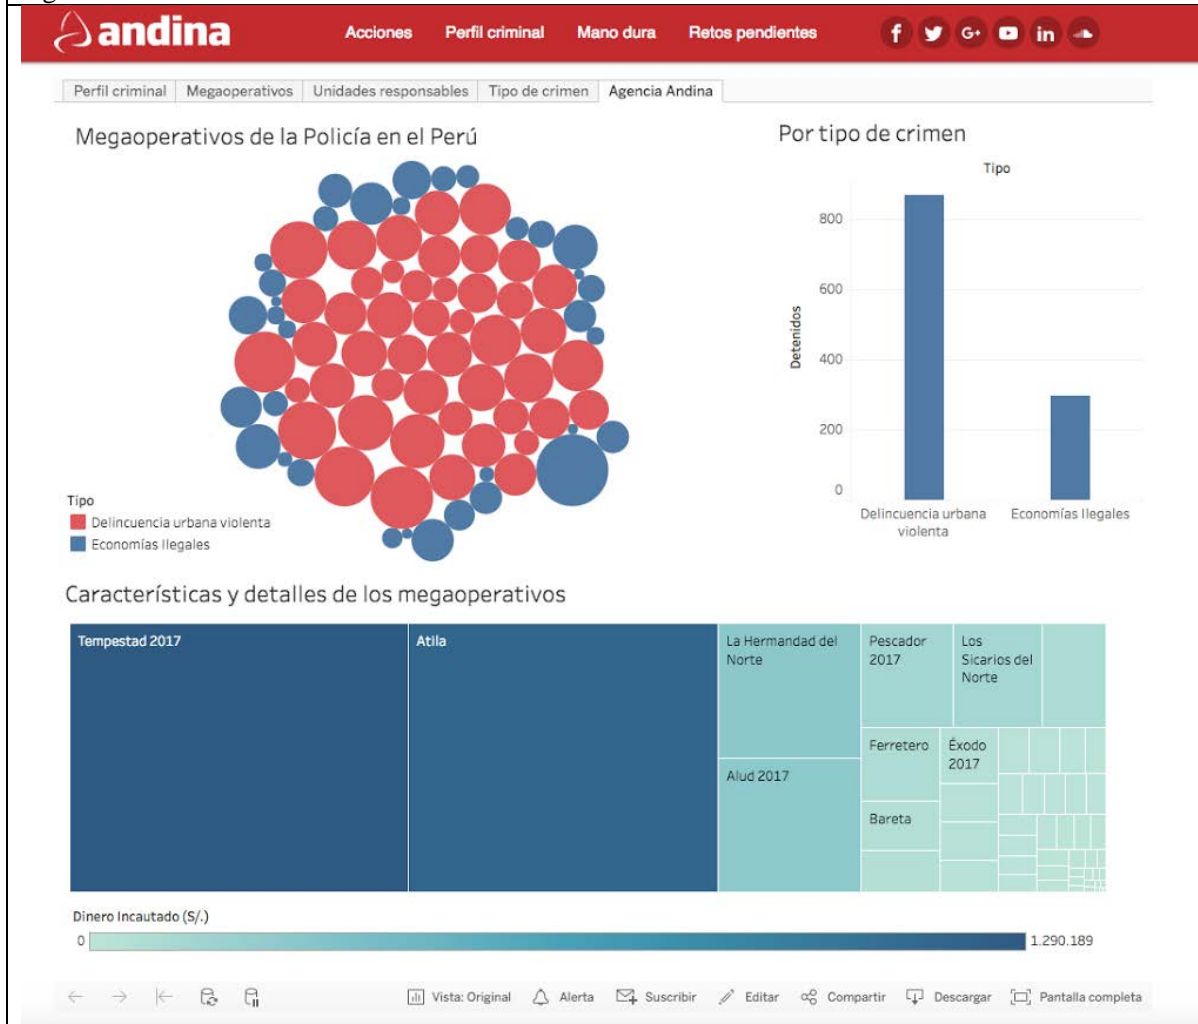 andina
Acciones
Perfil criminal
Mano dura
Retos pendientes
f
G+
in
Perfil criminal
Megaoperativos
Unidades responsables
Tipo de crimen
Agencia Andina
Megaoperativos de la Policía en el Perú
Tipo
Delincuencia urbana violenta
Economías Ilegales
Por tipo de crimen
Tipo
Detenidos
800
600
400
200
0
Delincuencia urbana
violenta
Economías Ilegales
Características y detalles de los megaoperativos
Tempestad 2017
Atila
La Hermandad del
Norte
Alud 2017
Pescador
2017
Los
Sicarios del
Norte
Ferretero
Éxodo
2017
Bareta
Dinero Incautado (S/.)
0
1.290.189
Vista: Original
Alerta
Suscribir
Editar
Compartir
Descargar
Pantalla completa